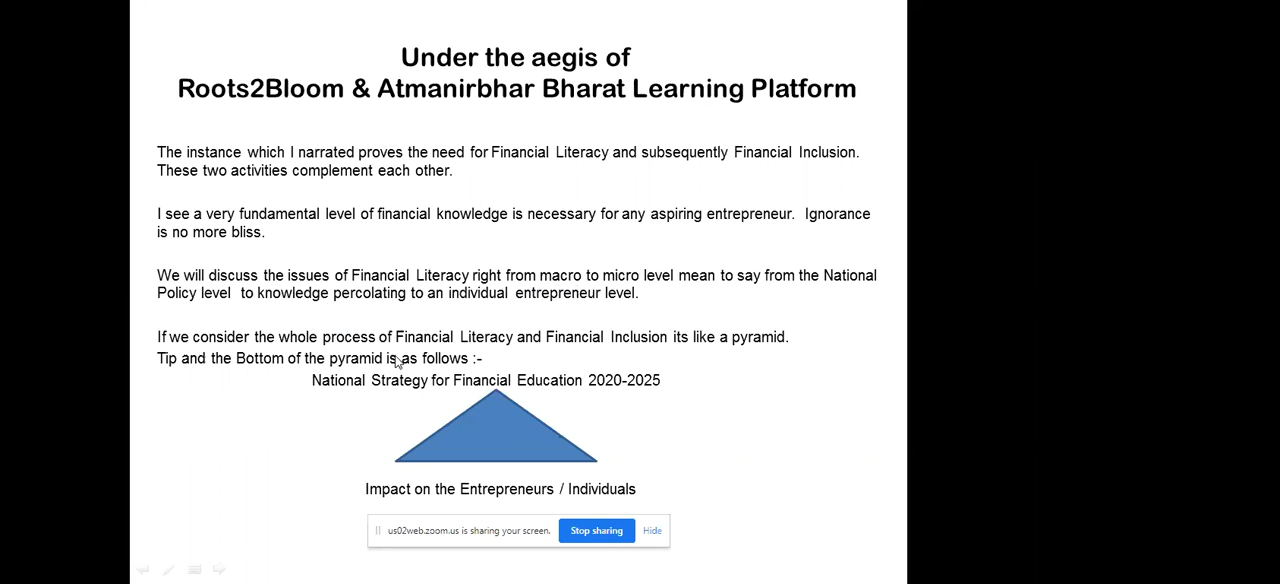 Under the aegis of
Roots2Bloom & Atmanirbhar Bharat Learning Platform
The instance which I narrated proves the need for Financial Literacy and subsequently Financial Inclusion.
These two activities complement each other.
I see a very fundamental level of financial knowledge is necessary for any aspiring entrepreneur. Ignorance
is no more bliss.
We will discuss the issues of Financial Literacy right from macro to micro level mean to say from the National
Policy level to knowledge percolating to an individual entrepreneur level.
If we consider the whole process of Financial Literacy and Financial Inclusion its like a pyramid.
Tip and the Bottom of the pyramid is as follows :-
National Strategy for Financial Education 2020-2025
Impact on the Entrepreneurs / Individuals
us02web.zoom.us is sharing your screen. Stop sharing Hide